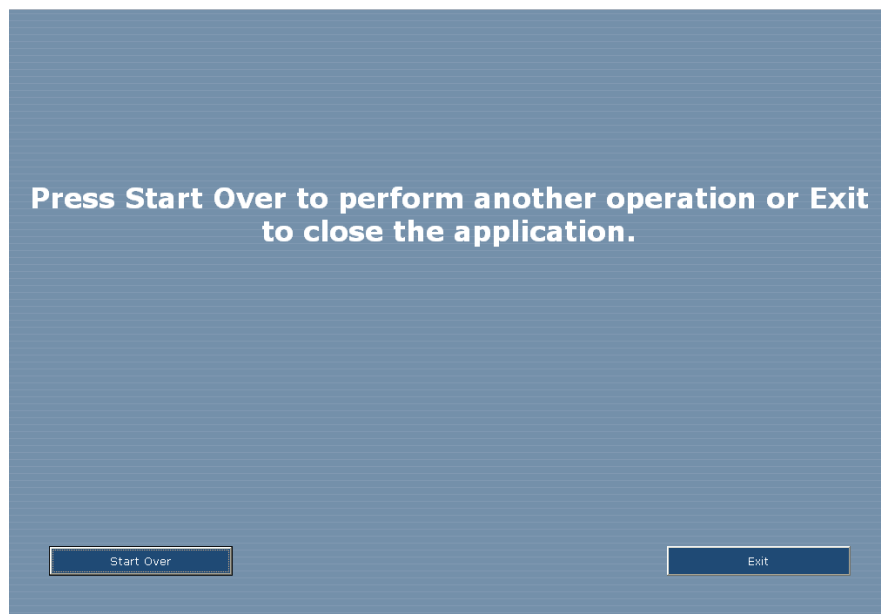 Press Start Over to perform another operation or Exit
to close the application.
Start Over
Exit